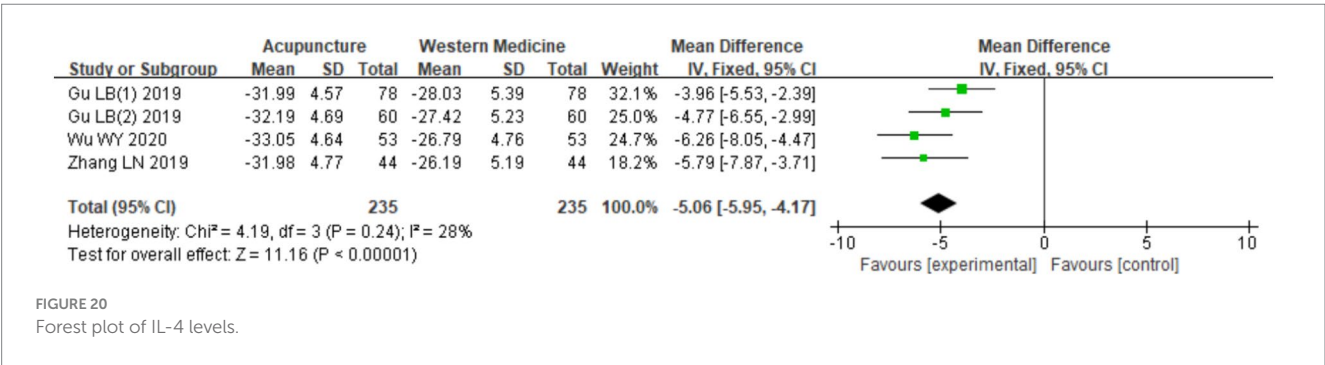 Acupuncture Western Medicine Mean Difference Mean Difference
Study or Subgroup Mean SD Total Mean SD Total Weight IV, Fixed, 95% CI IV, Fixed, 95% CI
Gu LB(1) 2019 -31.99 4.57 78 -28.03 5.39 78 32.1% -3.96 [-5.53, -2.39]
Gu LB(2) 2019 -32.19 4.69 60 -27.42 5.23 60 25.0% -4.77 [-6.55, -2.99]
Wu WY 2020 -33.05 4.64 53 -26.79 4.76 53 24.7% -6.26 [-8.05, -4.47]
Zhang LN 2019 -31.98 4.77 44 -26.19 5.19 44 18.2% -5.79 [-7.87, -3.71]
Total (95% CI) 235 235 100.0% -5.06 [-5.95, -4.17]
Heterogeneity: Chi² = 4.19, df = 3 (P = 0.24); I² = 28%
Test for overall effect: Z = 11.16 (P < 0.00001)
-10 -5 0 5 10
Favours [experimental] Favours [control]
FIGURE 20
Forest plot of IL-4 levels.